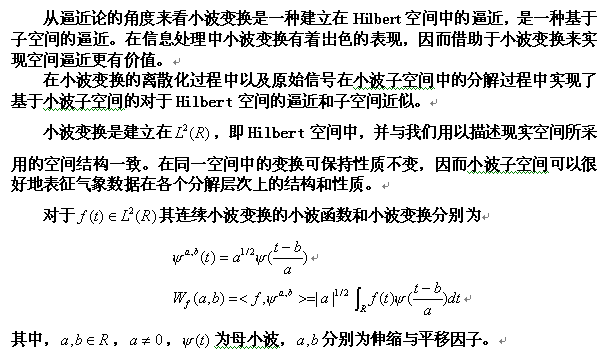 从逼近论的角度来看小波变换是一种建立在 Hilbert 空间中的逼近，是一种基于
子空间的逼近。在信息处理中小波变换有着出色的表现，因而借助于小波变换来实
现空间逼近更有价值。
在小波变换的离散化过程中以及原始信号在小波子空间中的分解过程中实现了
基于小波子空间的对于 Hilbert 空间的逼近和子空间近似。
小波变换是建立在 L²(R)，即 Hilbert 空间中，并与我们用以描述现实空间所采
用的空间结构一致。在同一空间中的变换可保持性质不变，因而小波子空间可以很
好地表征气象数据在各个分解层次上的结构和性质。
对于 f(t)∈L²(R) 其连续小波变换的小波函数和小波变换分别为
ψ^{a,b}(t) = a^{1/2}ψ((t−b)/a)
W_f(a,b) =< f,ψ^{a,b} >=| a |^{1/2} ∫_R f(t)ψ((t−b)/a)dt
其中，a,b∈R，a≠0，ψ(t) 为母小波，a,b 分别为伸缩与平移因子。